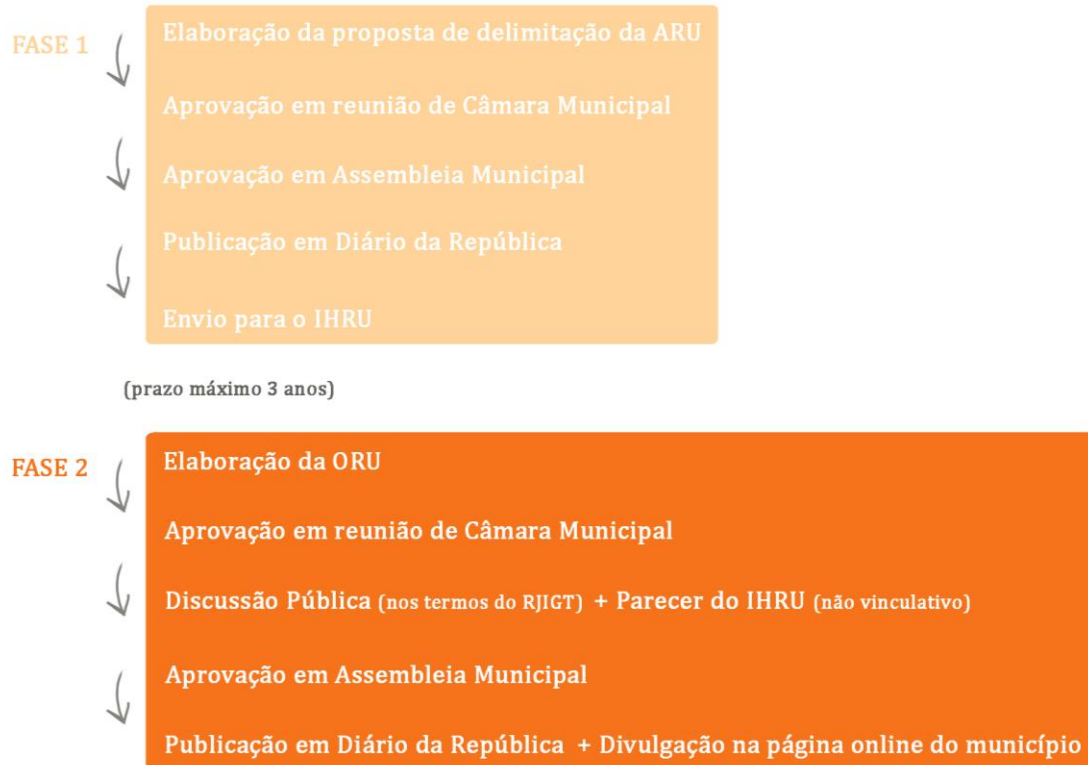 FASE 1
Elaboração da proposta de delimitação da ARU
Aprovação em reunião de Câmara Municipal
Aprovação em Assembleia Municipal
Publicação em Diário da República
Envio para o IHRU
(prazo máximo 3 anos)
FASE 2
Elaboração da ORU
Aprovação em reunião de Câmara Municipal
Discussão Pública (nos termos do RJIGT) + Parecer do IHRU (não vinculativo)
Aprovação em Assembleia Municipal
Publicação em Diário da República + Divulgação na página online do município